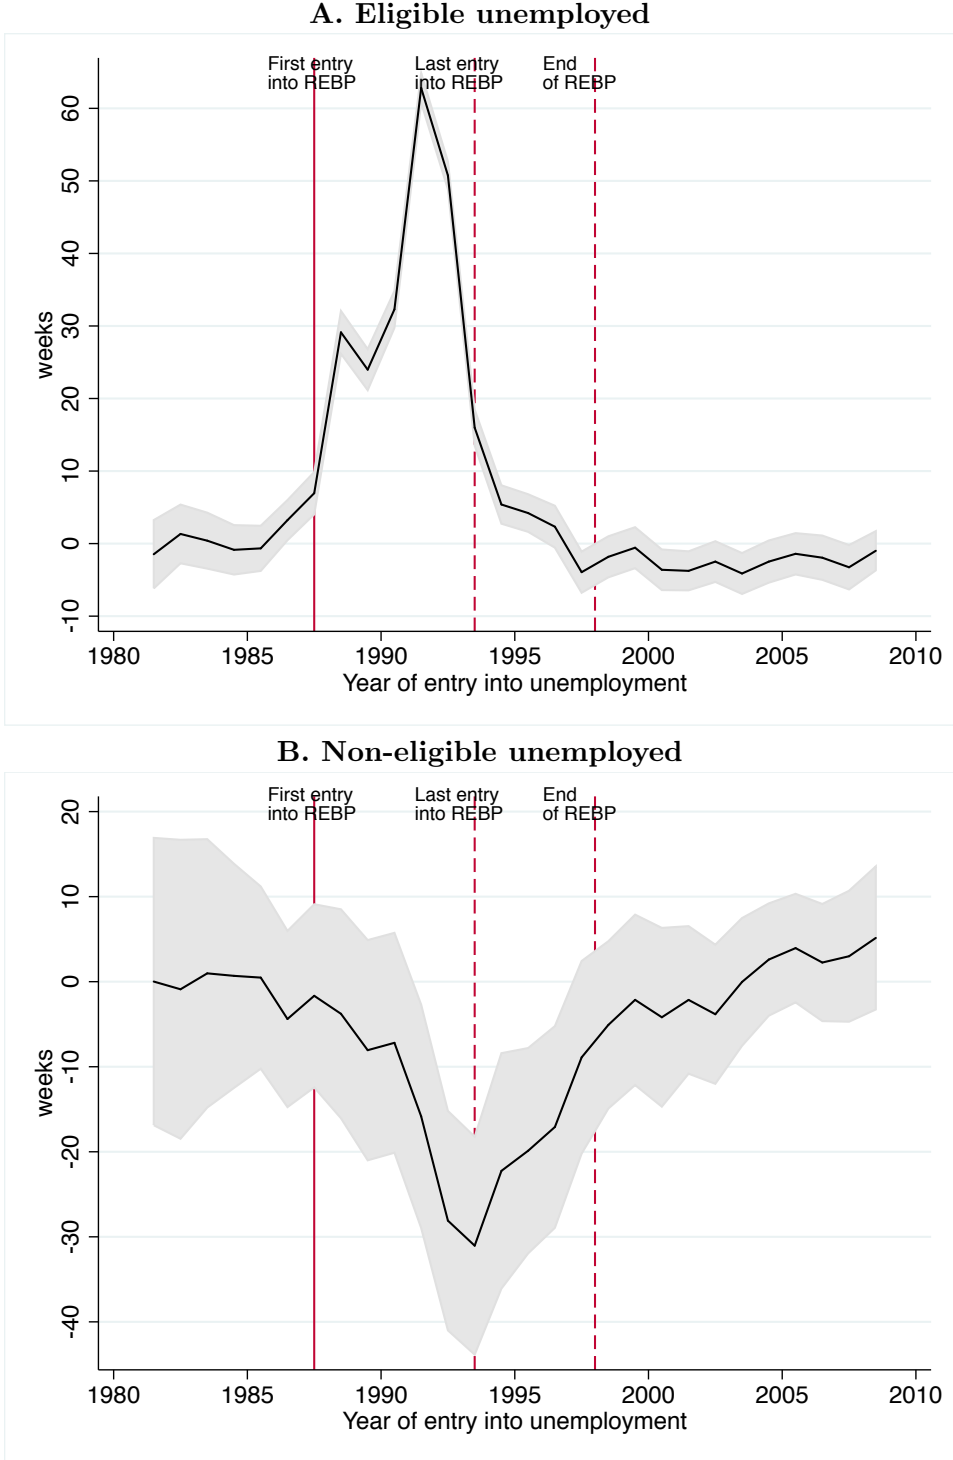 A. Eligible unemployed
First entry
into REBP
Last entry
into REBP
End
of REBP
60
50
40
30
20
10
0
-10
weeks
1980 1985 1990 1995 2000 2005 2010
Year of entry into unemployment
B. Non-eligible unemployed
First entry
into REBP
Last entry
into REBP
End
of REBP
20
10
0
-10
-20
-30
-40
weeks
1980 1985 1990 1995 2000 2005 2010
Year of entry into unemployment